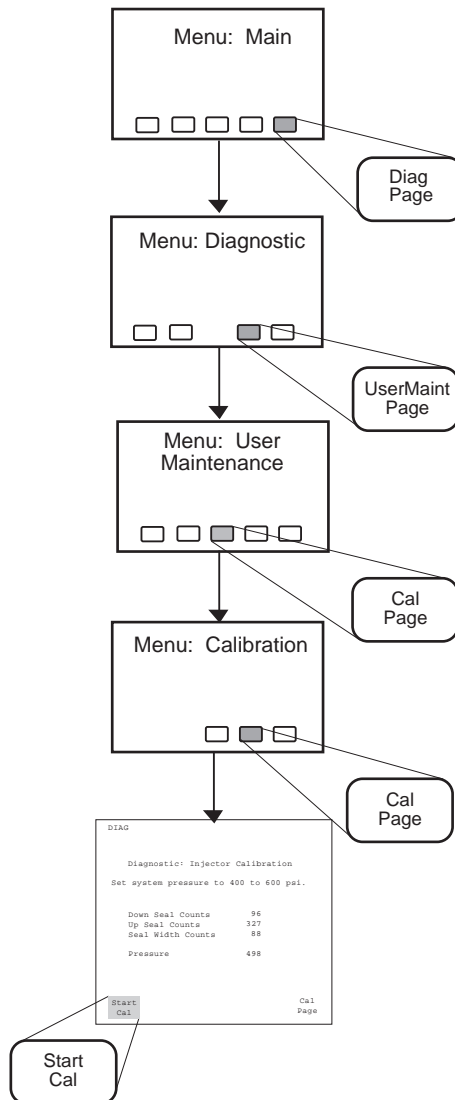 Menu: Main
Diag
Page
Menu: Diagnostic
UserMaint
Page
Menu: User
Maintenance
Cal
Page
Menu: Calibration
Cal
Page
DIAG
Diagnostic: Injector Calibration
Set system pressure to 400 to 600 psi.
Down Seal Counts 96
Up Seal Counts 327
Seal Width Counts 88
Pressure 498
Start
Cal
Cal
Page
Start
Cal